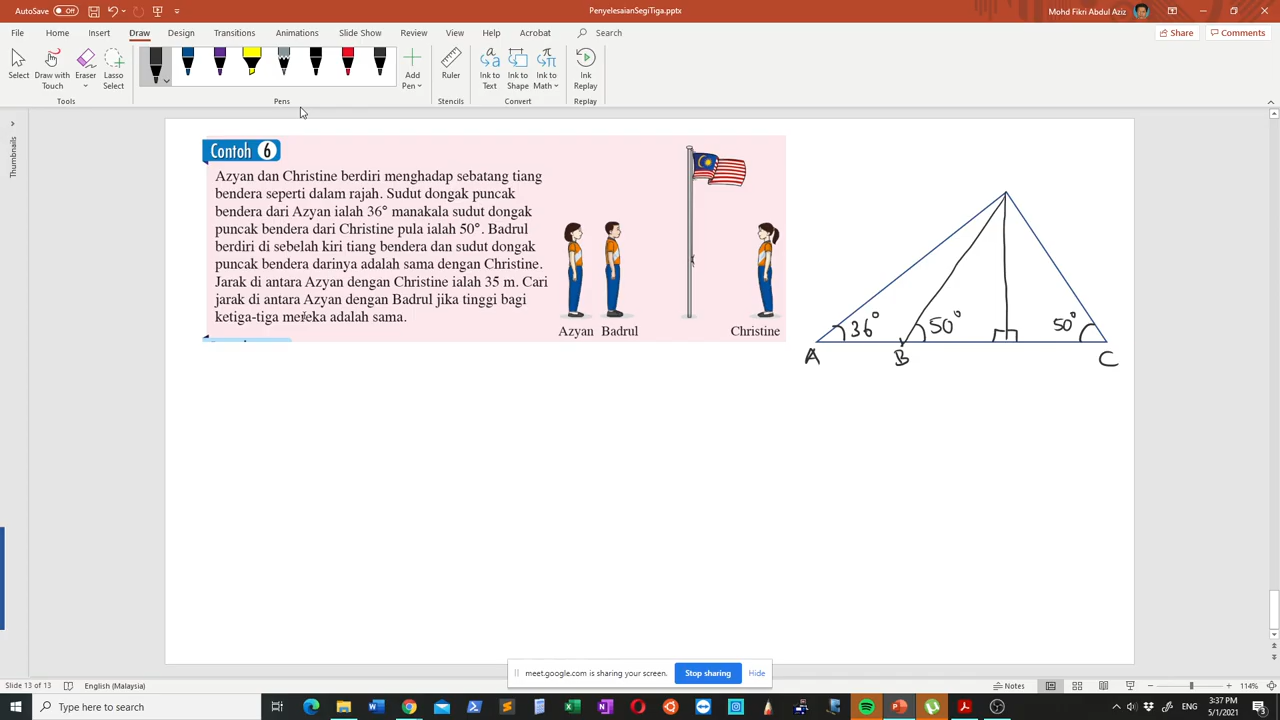 AutoSave Off
PenyelesaianSegiTiga.pptx
Mohd Fikri Abdul Aziz
File Home Insert Draw Design Transitions Animations Slide Show Review View Help Acrobat Search
Share Comments
Select
Draw with Touch
Eraser
Lasso Select
Add Pen
Ruler
Ink to Text
Ink to Shape
Ink to Math
Ink Replay
Tools Pens Stencils Convert Replay
Thumbnails
Contoh 6
Azyan dan Christine berdiri menghadap sebatang tiang
bendera seperti dalam rajah. Sudut dongak puncak
bendera dari Azyan ialah 36° manakala sudut dongak
puncak bendera dari Christine pula ialah 50°. Badrul
berdiri di sebelah kiri tiang bendera dan sudut dongak
puncak bendera darinya adalah sama dengan Christine.
Jarak di antara Azyan dengan Christine ialah 35 m. Cari
jarak di antara Azyan dengan Badrul jika tinggi bagi
ketiga-tiga mereka adalah sama.
Azyan Badrul Christine
36° 50° 50°
A B C
meet.google.com is sharing your screen. Stop sharing Hide
Slide 13 of 13 English (Malaysia) Notes 114%
Type here to search
3:37 PM
5/1/2021